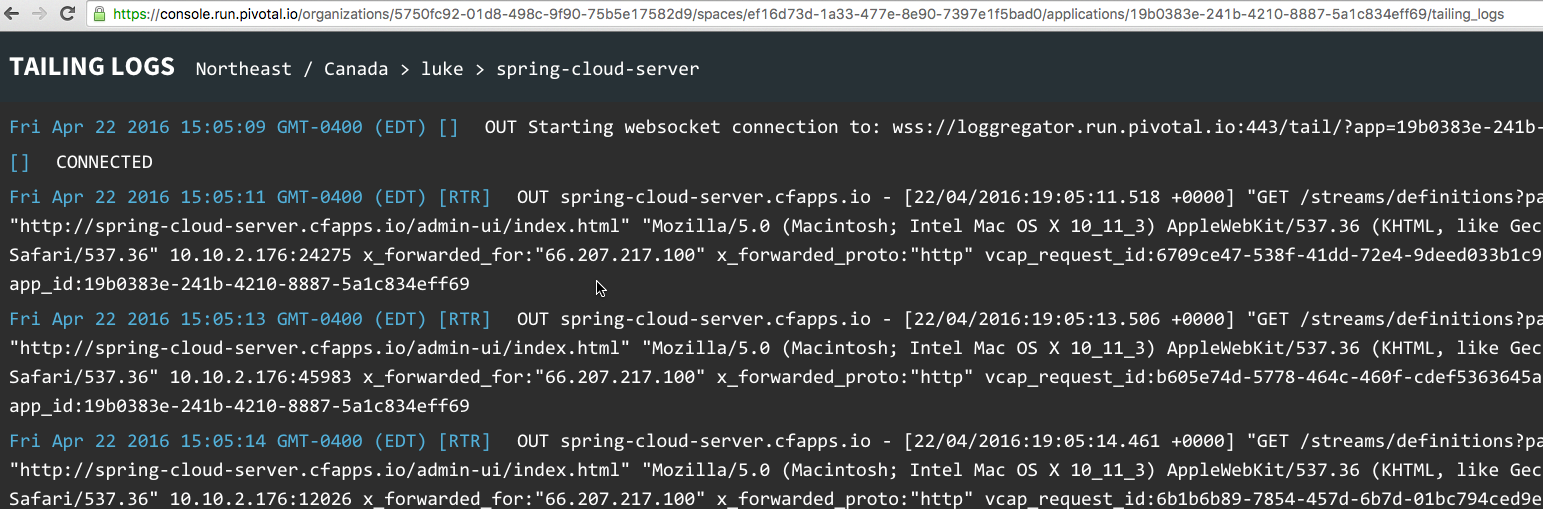 https://console.run.pivotal.io/organizations/5750fc92-01d8-498c-9f90-75b5e17582d9/spaces/ef16d73d-1a33-477e-8e90-7397e1f5bad0/applications/19b0383e-241b-4210-8887-5a1c834eff69/tailing_logs
TAILING LOGS Northeast / Canada > luke > spring-cloud-server
Fri Apr 22 2016 15:05:09 GMT-0400 (EDT) [] OUT Starting websocket connection to: wss://loggregator.run.pivotal.io:443/tail/?app=19b0383e-241b-
[] CONNECTED
Fri Apr 22 2016 15:05:11 GMT-0400 (EDT) [RTR] OUT spring-cloud-server.cfapps.io - [22/04/2016:19:05:11.518 +0000] "GET /streams/definitions?pa
"http://spring-cloud-server.cfapps.io/admin-ui/index.html" "Mozilla/5.0 (Macintosh; Intel Mac OS X 10_11_3) AppleWebKit/537.36 (KHTML, like Gec
Safari/537.36" 10.10.2.176:24275 x_forwarded_for:"66.207.217.100" x_forwarded_proto:"http" vcap_request_id:6709ce47-538f-41dd-72e4-9deed033b1c9
app_id:19b0383e-241b-4210-8887-5a1c834eff69
Fri Apr 22 2016 15:05:13 GMT-0400 (EDT) [RTR] OUT spring-cloud-server.cfapps.io - [22/04/2016:19:05:13.506 +0000] "GET /streams/definitions?pa
"http://spring-cloud-server.cfapps.io/admin-ui/index.html" "Mozilla/5.0 (Macintosh; Intel Mac OS X 10_11_3) AppleWebKit/537.36 (KHTML, like Gec
Safari/537.36" 10.10.2.176:45983 x_forwarded_for:"66.207.217.100" x_forwarded_proto:"http" vcap_request_id:b605e74d-5778-464c-460f-cdef5363645a
app_id:19b0383e-241b-4210-8887-5a1c834eff69
Fri Apr 22 2016 15:05:14 GMT-0400 (EDT) [RTR] OUT spring-cloud-server.cfapps.io - [22/04/2016:19:05:14.461 +0000] "GET /streams/definitions?pa
"http://spring-cloud-server.cfapps.io/admin-ui/index.html" "Mozilla/5.0 (Macintosh; Intel Mac OS X 10_11_3) AppleWebKit/537.36 (KHTML, like Gec
Safari/537.36" 10.10.2.176:12026 x_forwarded_for:"66.207.217.100" x_forwarded_proto:"http" vcap_request_id:6b1b6b89-7854-457d-6b7d-01bc794ced9e